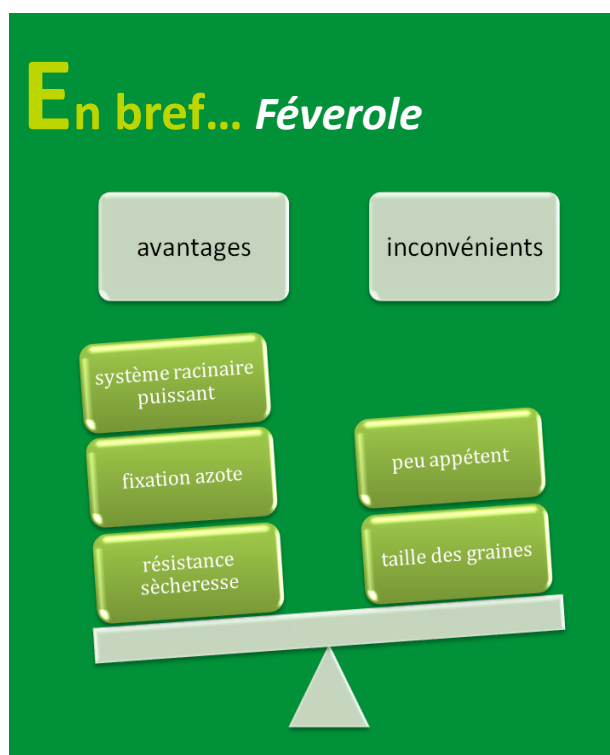 En bref... Féverole
avantages
inconvénients
système racinaire
puissant
fixation azote
résistance
sècheresse
peu appétent
taille des graines